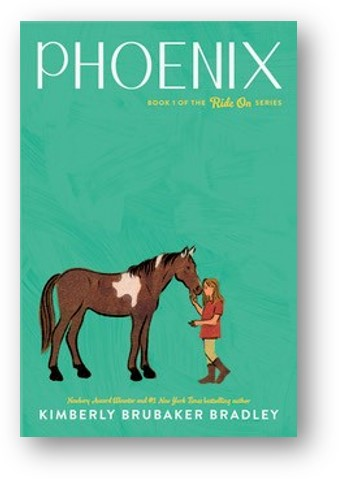 PHOENIX
BOOK 1 OF THE Ride On SERIES
Newbery Award Winner and #1 New York Times bestselling author
KIMBERLY BRUBAKER BRADLEY